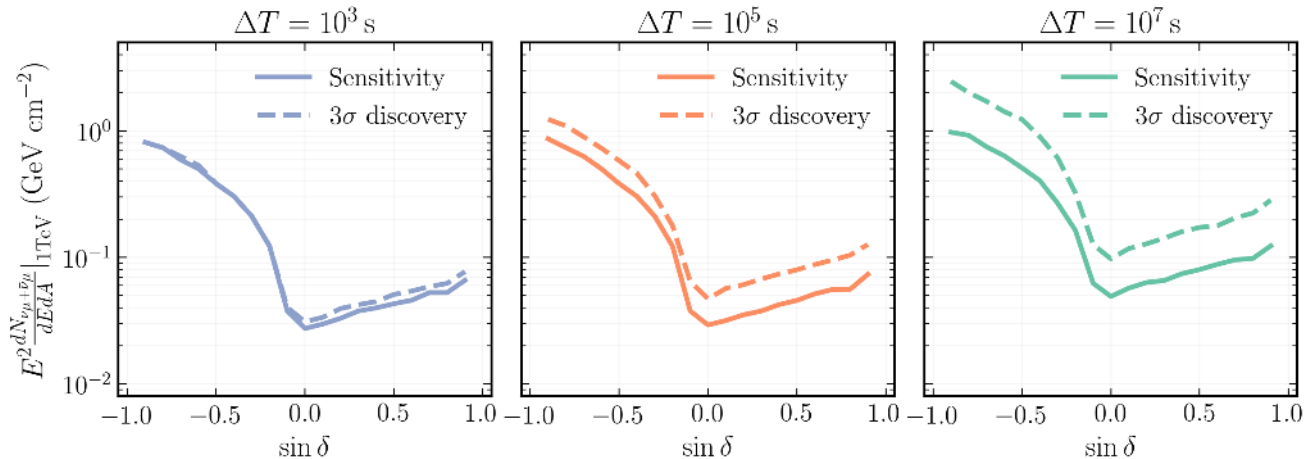 ΔT = 10³ s
ΔT = 10⁵ s
ΔT = 10⁷ s
E² dN_{νμ+ν̄μ}/dEdA |_{1TeV} (GeV cm⁻²)
10⁰
10⁻¹
10⁻²
Sensitivity
3σ discovery
Sensitivity
3σ discovery
Sensitivity
3σ discovery
−1.0 −0.5 0.0 0.5 1.0
−1.0 −0.5 0.0 0.5 1.0
−1.0 −0.5 0.0 0.5 1.0
sin δ
sin δ
sin δ